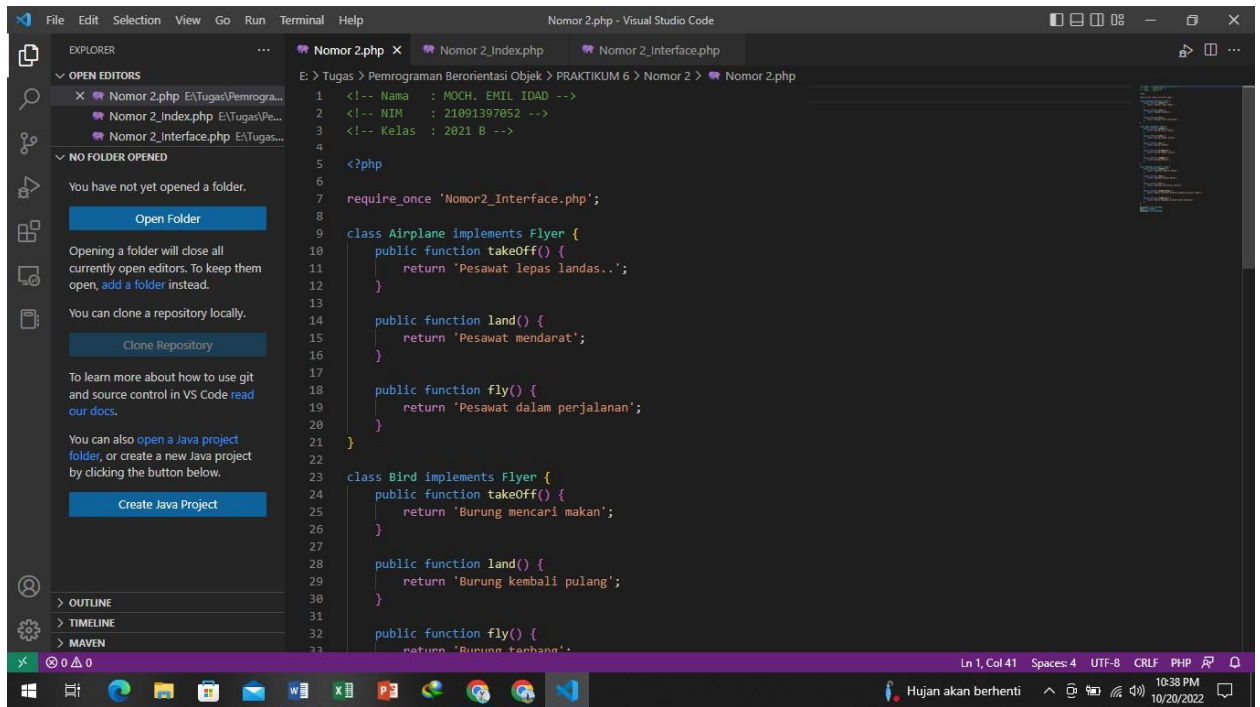 File Edit Selection View Go Run Terminal Help Nomor 2.php - Visual Studio Code
EXPLORER
OPEN EDITORS
Nomor 2.php E:\Tugas\Pemrogra...
Nomor 2_Index.php E:\Tugas\Pe...
Nomor 2_Interface.php E:\Tugas...
NO FOLDER OPENED
You have not yet opened a folder.
Open Folder
Opening a folder will close all
currently open editors. To keep them
open, add a folder instead.
You can clone a repository locally.
Clone Repository
To learn more about how to use git
and source control in VS Code read
our docs.
You can also open a Java project
folder, or create a new Java project
by clicking the button below.
Create Java Project
OUTLINE
TIMELINE
MAVEN
Nomor 2.php Nomor 2_Index.php Nomor 2_Interface.php
E: > Tugas > Pemrograman Berorientasi Objek > PRAKTIKUM 6 > Nomor 2 > Nomor 2.php
1 <!-- Nama : MOCH. EMIL IDAD -->
2 <!-- NIM : 21091397052 -->
3 <!-- Kelas : 2021 B -->
4
5 <?php
6
7 require_once 'Nomor2_Interface.php';
8
9 class Airplane implements Flyer {
10 public function takeOff() {
11 return 'Pesawat lepas landas..';
12 }
13
14 public function land() {
15 return 'Pesawat mendarat';
16 }
17
18 public function fly() {
19 return 'Pesawat dalam perjalanan';
20 }
21 }
22
23 class Bird implements Flyer {
24 public function takeOff() {
25 return 'Burung mencari makan';
26 }
27
28 public function land() {
29 return 'Burung kembali pulang';
30 }
31
32 public function fly() {
33 return 'Burung terbang';
0 0 Ln 1, Col 41 Spaces: 4 UTF-8 CRLF PHP
Hujan akan berhenti 10:38 PM
10/20/2022